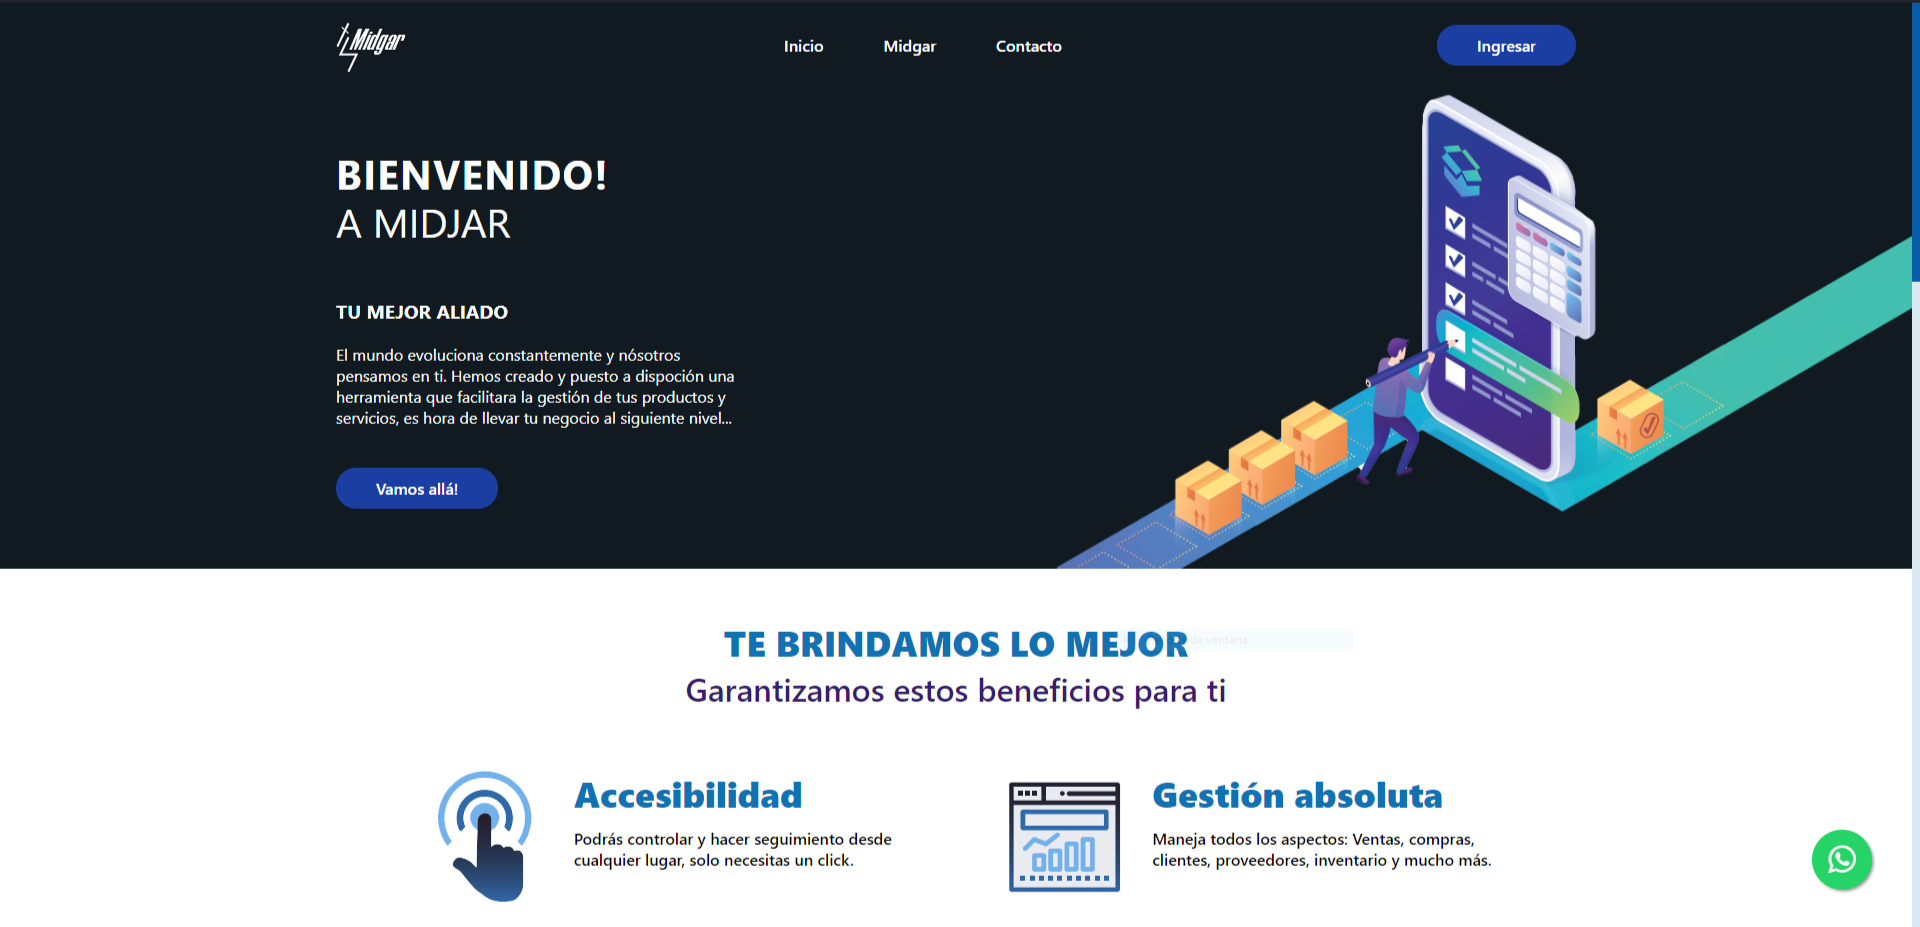 Midgar
Inicio
Midgar
Contacto
Ingresar
BIENVENIDO!
A MIDJAR
TU MEJOR ALIADO
El mundo evoluciona constantemente y nósotros
pensamos en ti. Hemos creado y puesto a dispoción una
herramienta que facilitara la gestión de tus productos y
servicios, es hora de llevar tu negocio al siguiente nivel...
Vamos allá!
TE BRINDAMOS LO MEJOR
de ventana
Garantizamos estos beneficios para ti
Accesibilidad
Podrás controlar y hacer seguimiento desde
cualquier lugar, solo necesitas un click.
Gestión absoluta
Maneja todos los aspectos: Ventas, compras,
clientes, proveedores, inventario y mucho más.